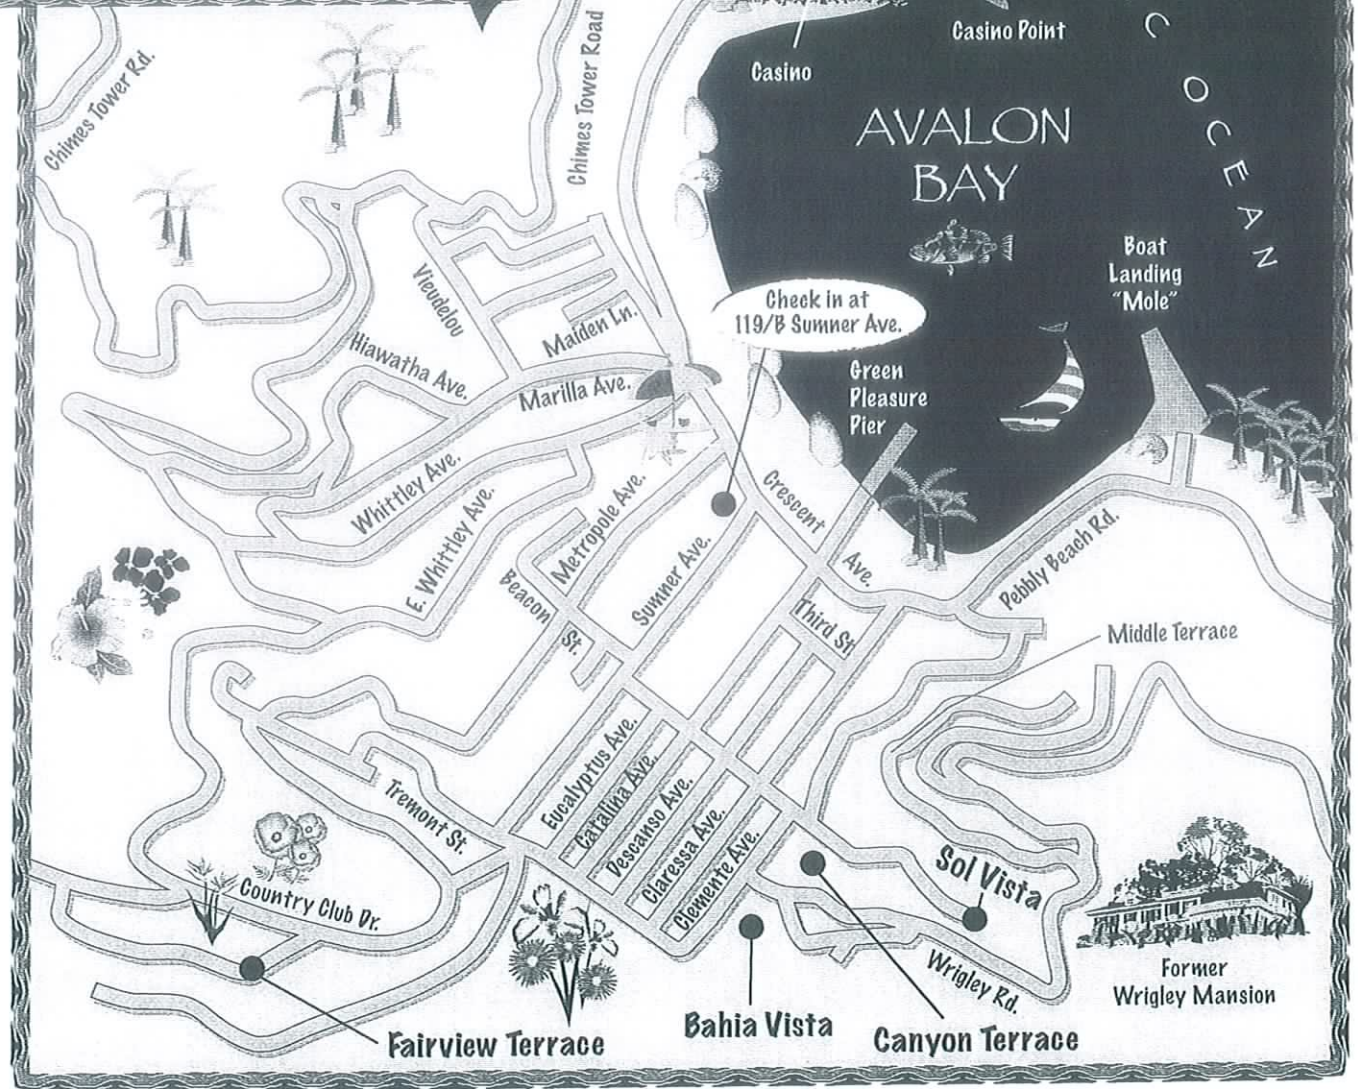 Chimes Tower Rd.
Chimes Tower Road
Casino
Casino Point
C OCEAN
AVALON
BAY
Boat
Landing
"Mole"
Check in at
119/B Sumner Ave.
Green
Pleasure
Pier
Vieudelou
Maiden Ln.
Hiawatha Ave.
Marilla Ave.
Whittley Ave.
E. Whittley Ave.
Metropole Ave.
Crescent
Ave.
Sumner Ave.
Beacon
St.
Pebbly Beach Rd.
Third St.
Middle Terrace
Eucalyptus Ave.
Catalina Ave.
Descanso Ave.
Claressa Ave.
Clemente Ave.
Tremont St.
Country Club Dr.
Sol Vista
Wrigley Rd.
Former
Wrigley Mansion
Bahia Vista
Canyon Terrace
Fairview Terrace